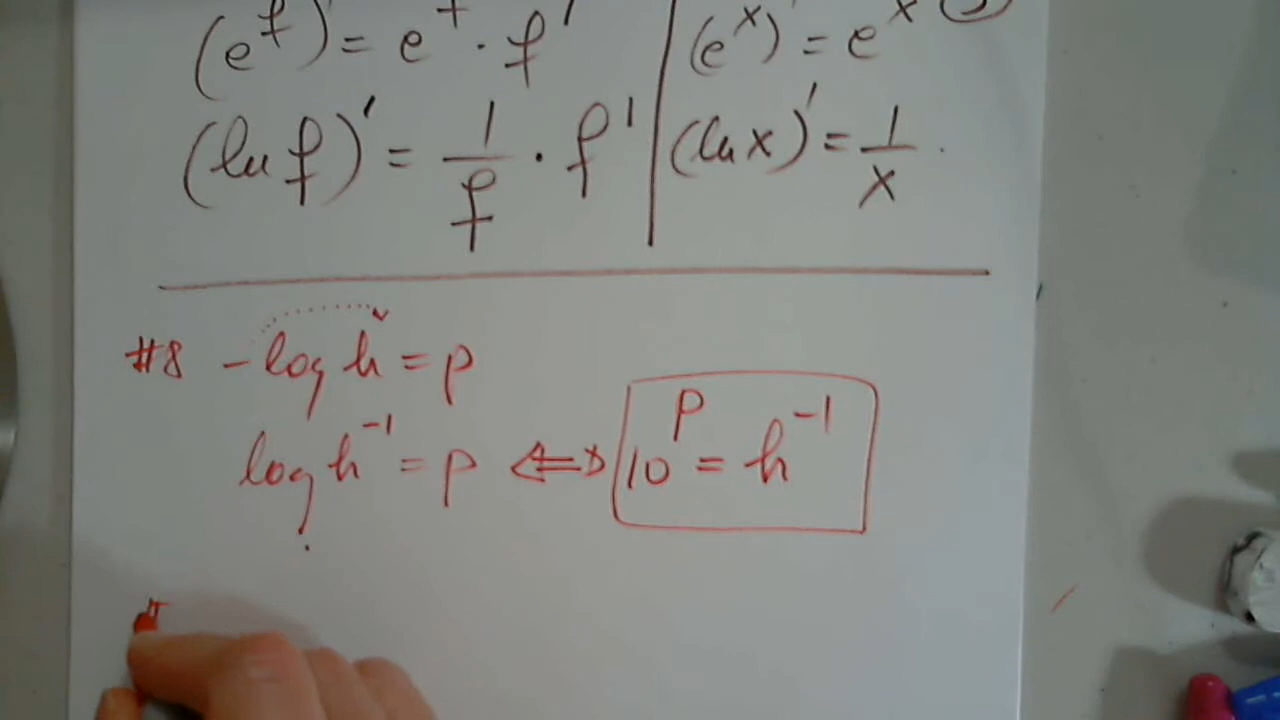 (e^f)' = e^f · f' | (e^x)' = e^x
(ln f)' = 1/f · f' | (ln x)' = 1/x.
#8 -log h = p
log h^-1 = p ⇔ 10^p = h^-1